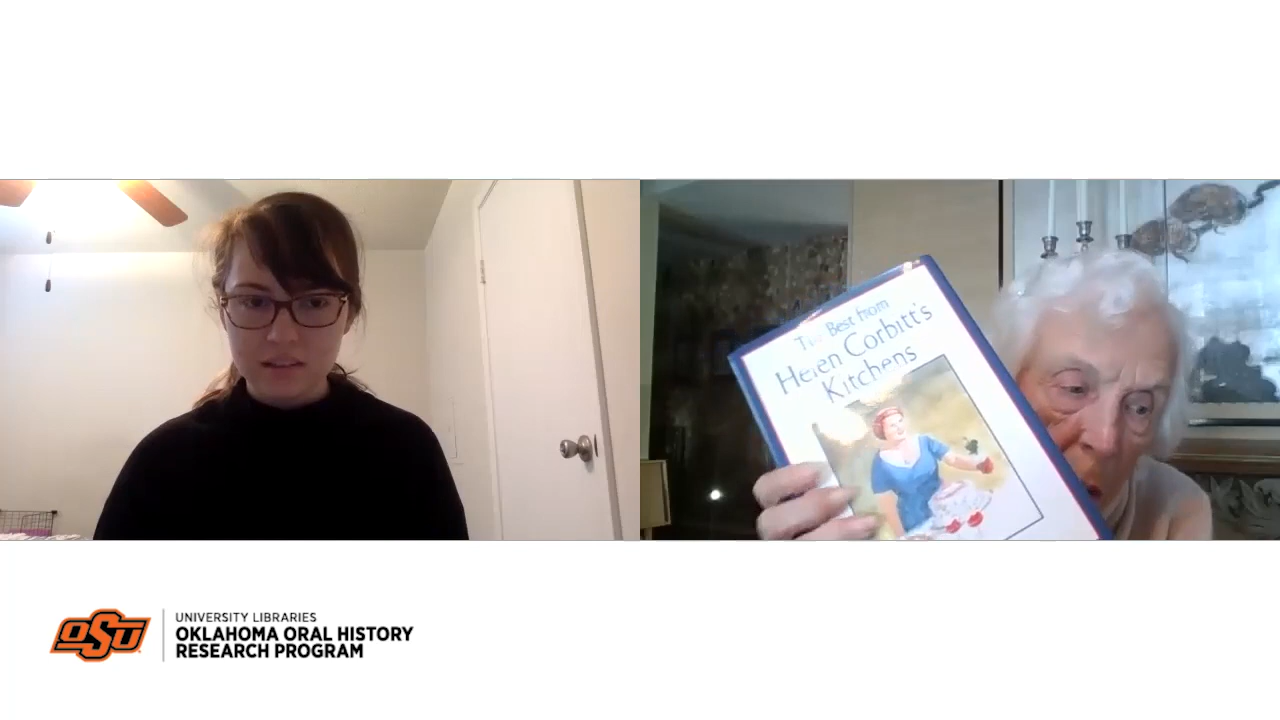 The Best from
Helen Corbitt's
Kitchens
OSU
UNIVERSITY LIBRARIES
OKLAHOMA ORAL HISTORY
RESEARCH PROGRAM